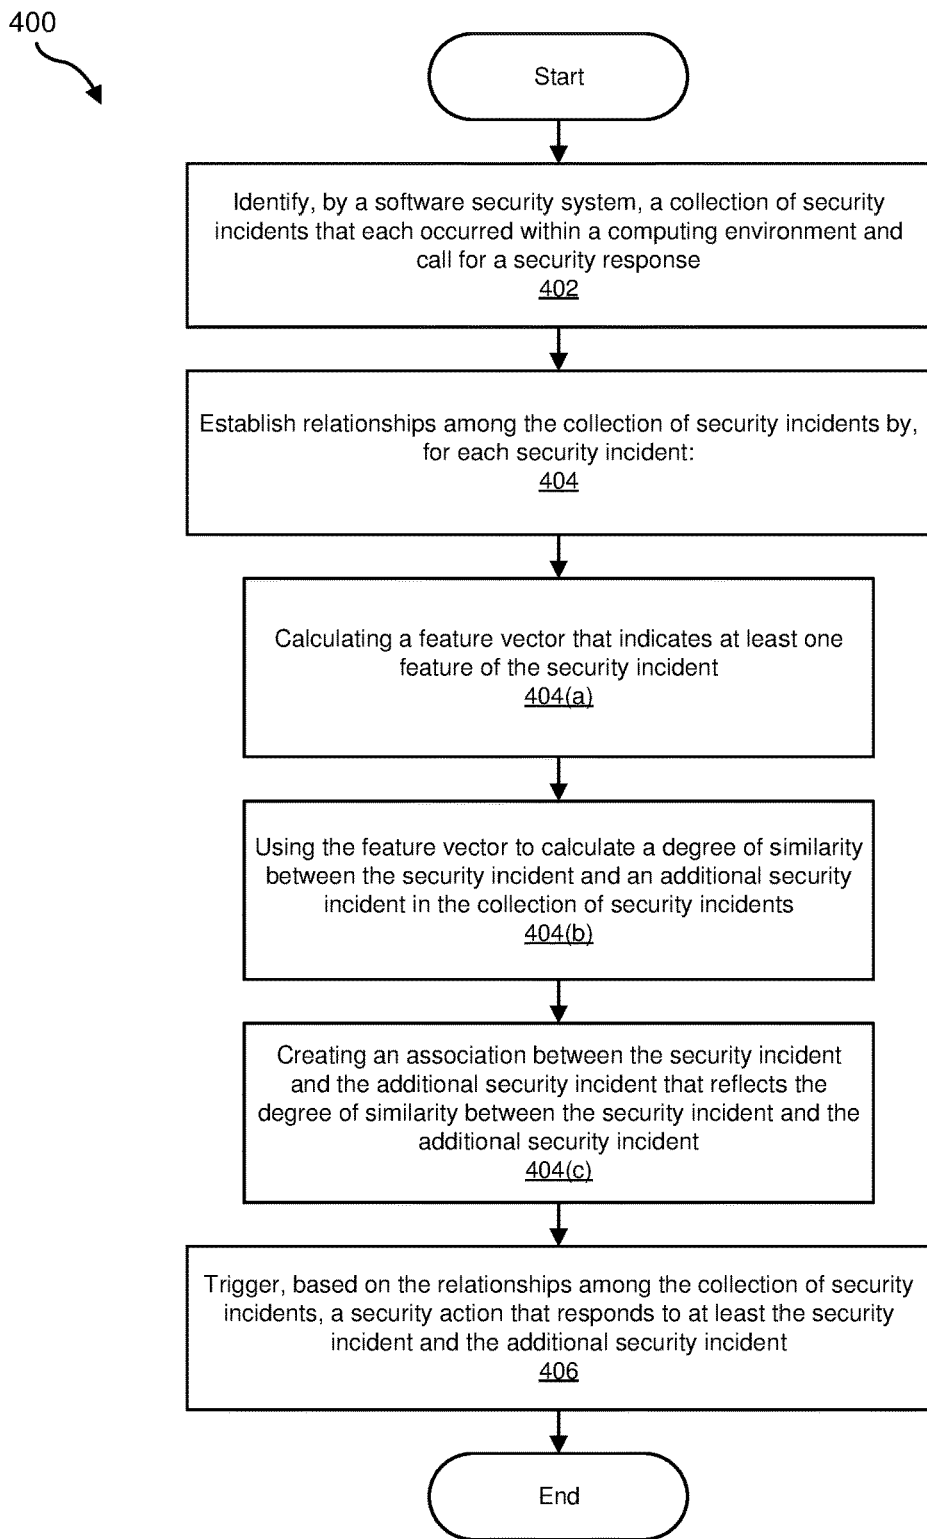 400
Start
Identify, by a software security system, a collection of security
incidents that each occurred within a computing environment and
call for a security response
402
Establish relationships among the collection of security incidents by,
for each security incident:
404
Calculating a feature vector that indicates at least one
feature of the security incident
404(a)
Using the feature vector to calculate a degree of similarity
between the security incident and an additional security
incident in the collection of security incidents
404(b)
Creating an association between the security incident
and the additional security incident that reflects the
degree of similarity between the security incident and the
additional security incident
404(c)
Trigger, based on the relationships among the collection of security
incidents, a security action that responds to at least the security
incident and the additional security incident
406
End